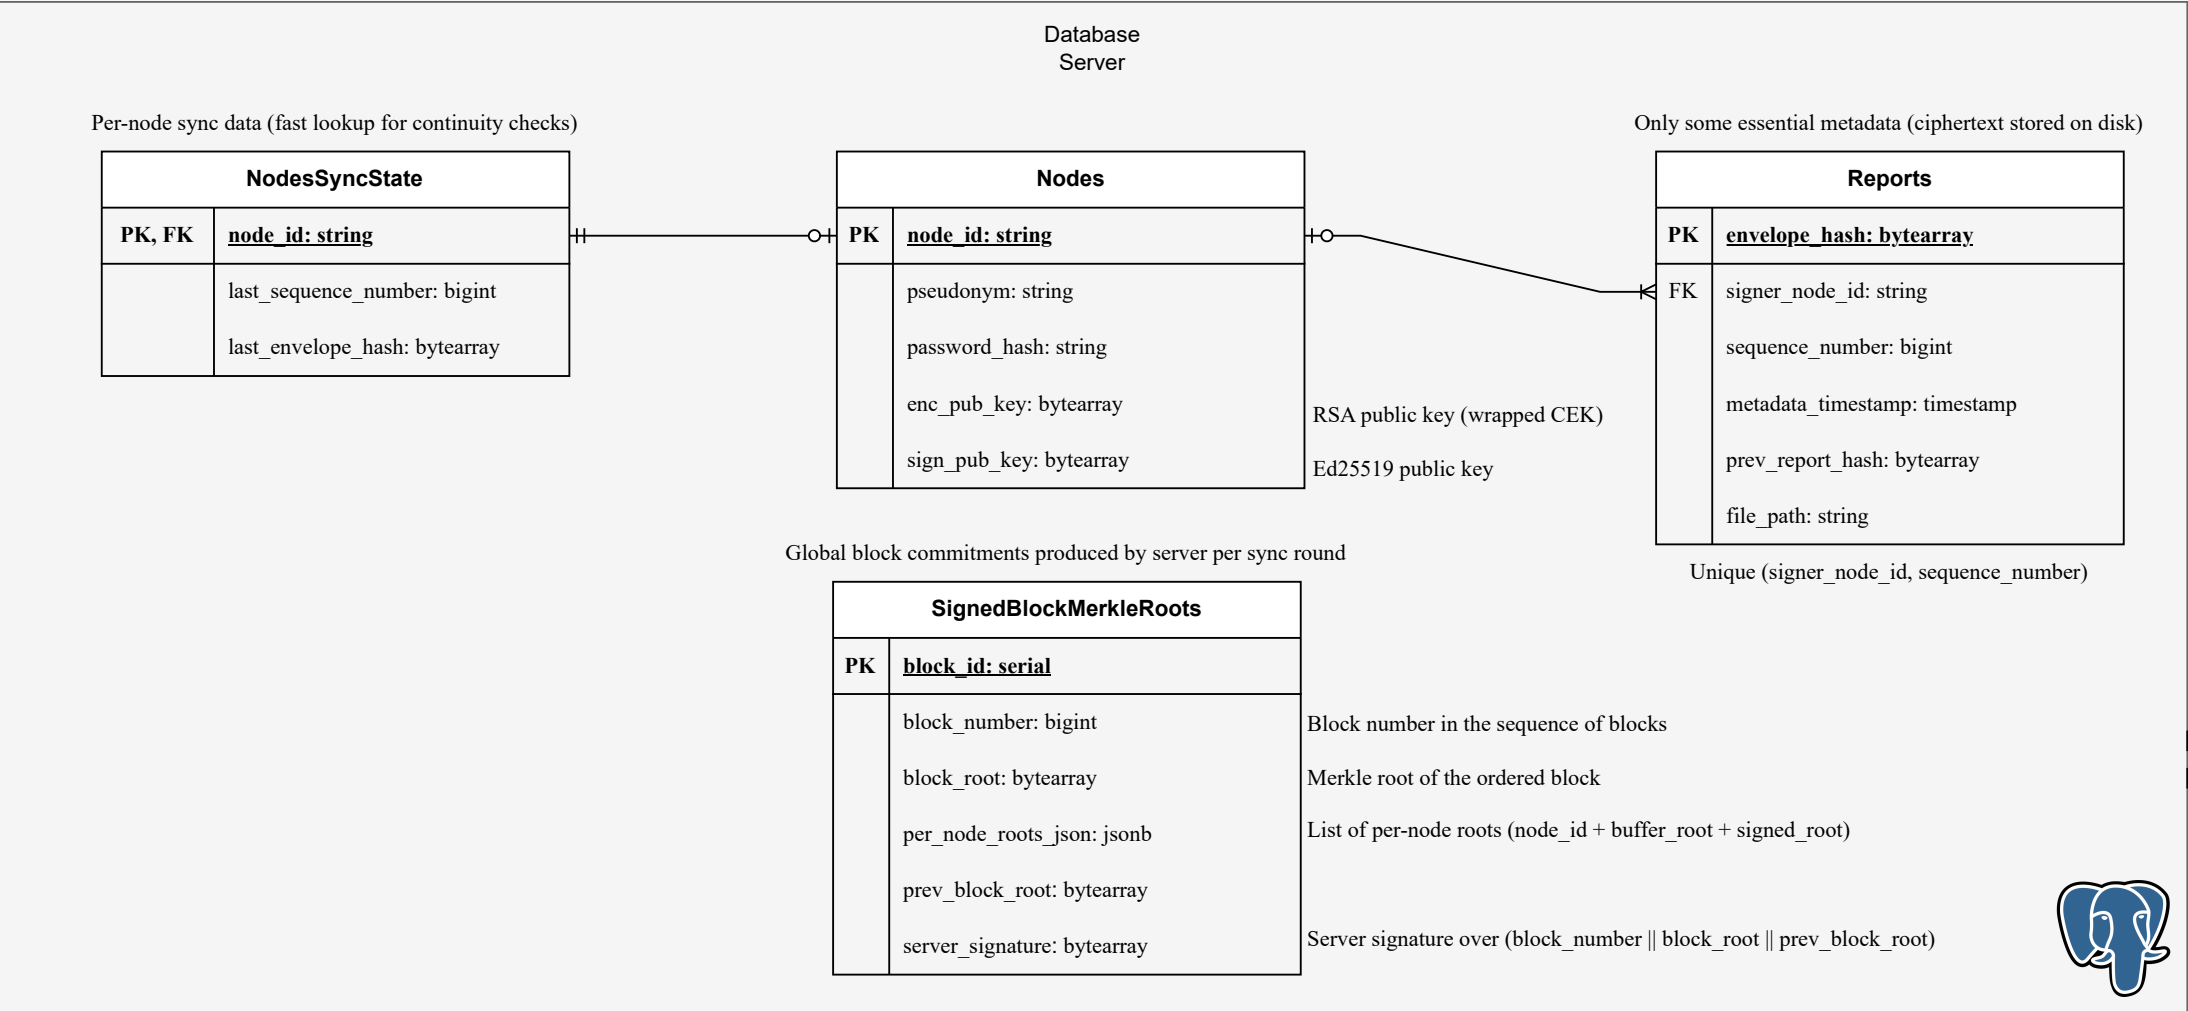 Database
Server
Per-node sync data (fast lookup for continuity checks)
NodesSyncState
PK, FK node_id: string
last_sequence_number: bigint
last_envelope_hash: bytearray
Nodes
PK node_id: string
pseudonym: string
password_hash: string
enc_pub_key: bytearray
RSA public key (wrapped CEK)
sign_pub_key: bytearray
Ed25519 public key
Only some essential metadata (ciphertext stored on disk)
Reports
PK envelope_hash: bytearray
FK signer_node_id: string
sequence_number: bigint
metadata_timestamp: timestamp
prev_report_hash: bytearray
file_path: string
Unique (signer_node_id, sequence_number)
Global block commitments produced by server per sync round
SignedBlockMerkleRoots
PK block_id: serial
block_number: bigint
Block number in the sequence of blocks
block_root: bytearray
Merkle root of the ordered block
per_node_roots_json: jsonb
List of per-node roots (node_id + buffer_root + signed_root)
prev_block_root: bytearray
server_signature: bytearray
Server signature over (block_number || block_root || prev_block_root)